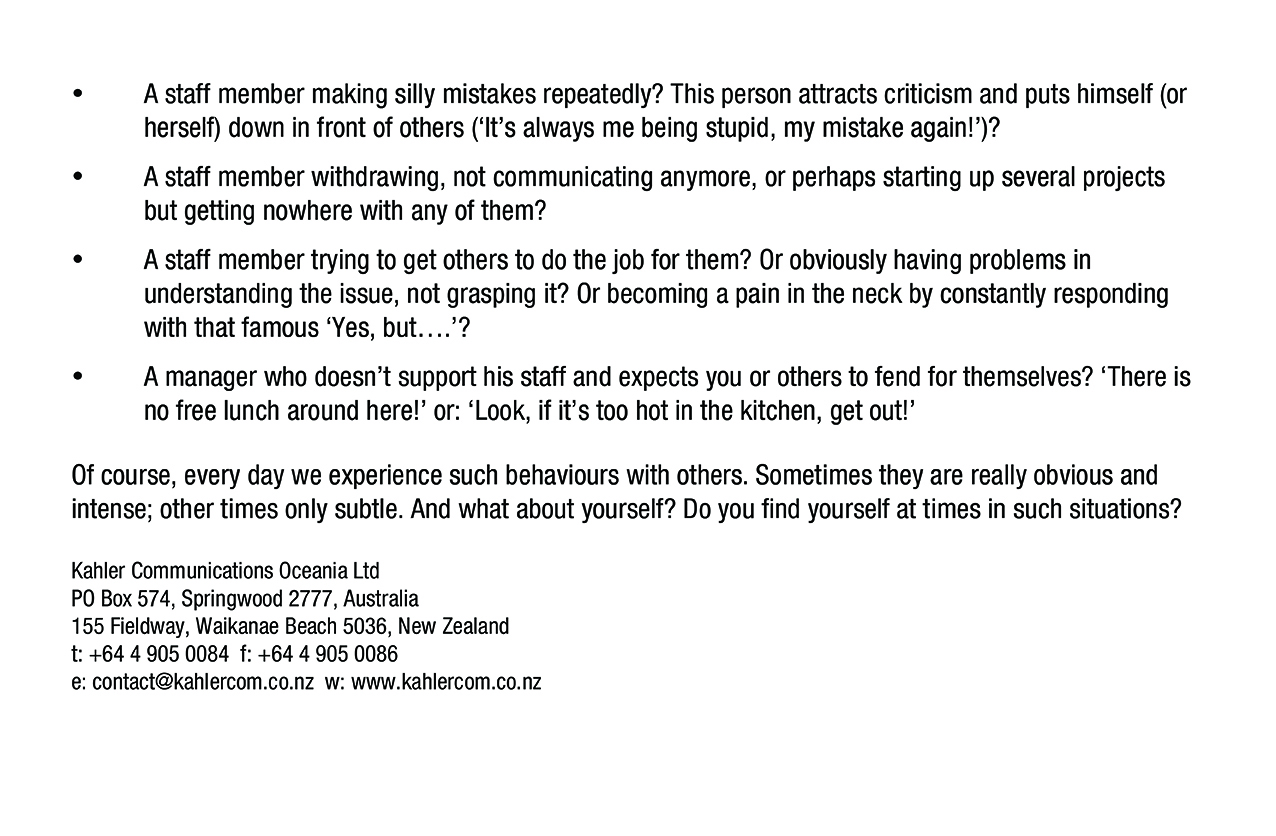 • A staff member making silly mistakes repeatedly? This person attracts criticism and puts himself (or
herself) down in front of others (‘It’s always me being stupid, my mistake again!’)?
• A staff member withdrawing, not communicating anymore, or perhaps starting up several projects
but getting nowhere with any of them?
• A staff member trying to get others to do the job for them? Or obviously having problems in
understanding the issue, not grasping it? Or becoming a pain in the neck by constantly responding
with that famous ‘Yes, but….’?
• A manager who doesn’t support his staff and expects you or others to fend for themselves? ‘There is
no free lunch around here!’ or: ‘Look, if it’s too hot in the kitchen, get out!’
Of course, every day we experience such behaviours with others. Sometimes they are really obvious and
intense; other times only subtle. And what about yourself? Do you find yourself at times in such situations?
Kahler Communications Oceania Ltd
PO Box 574, Springwood 2777, Australia
155 Fieldway, Waikanae Beach 5036, New Zealand
t: +64 4 905 0084 f: +64 4 905 0086
e: contact@kahlercom.co.nz w: www.kahlercom.co.nz